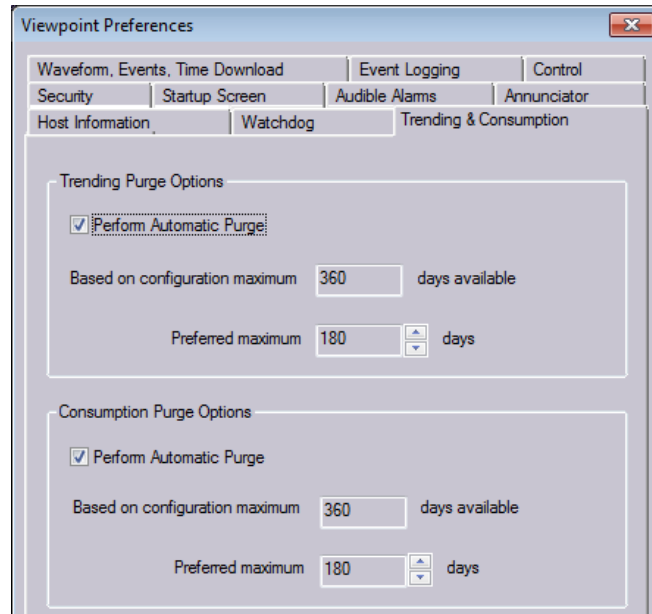 Viewpoint Preferences
Waveform, Events, Time Download Event Logging Control
Security Startup Screen Audible Alarms Annunciator
Host Information Watchdog Trending & Consumption
Trending Purge Options
Perform Automatic Purge
Based on configuration maximum 360 days available
Preferred maximum 180 days
Consumption Purge Options
Perform Automatic Purge
Based on configuration maximum 360 days available
Preferred maximum 180 days